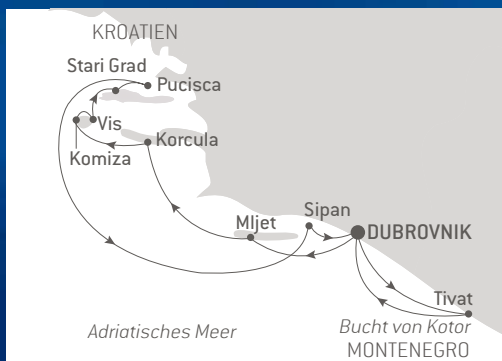 KROATIEN
Stari Grad
Pucisca
Vis
Korcula
Komiza
Sipan
Mljet
DUBROVNIK
Tivat
Adriatisches Meer
Bucht von Kotor
MONTENEGRO